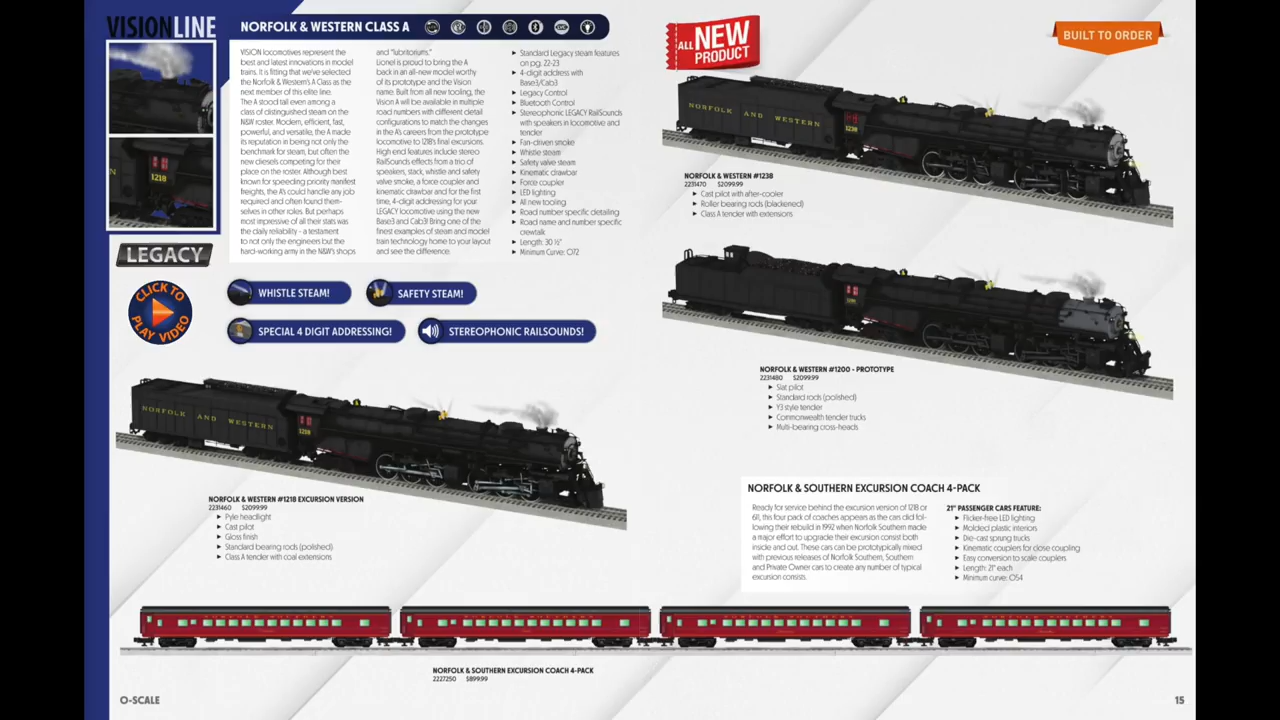 VISIONLINE
NORFOLK & WESTERN CLASS A
VISION locomotives represent the
best and latest innovations in model
trains. It is fitting that we've selected
the Norfolk & Western's A Class as the
next member of this elite line.
The A stood tall even among a
class of distinguished steam on the
N&W roster. Modern, efficient, fast,
powerful, and versatile, the A made
its reputation in being not only the
benchmark for steam, but often the
new diesels competing for their
place on the roster. Although best
known for speeding priority manifest
freights, the A's could handle any job
required and often found them-
selves in other roles. But perhaps
most impressive of all their stats was
the daily reliability - a testament
to not only the engineers but the
hard-working army in the N&W's shops
and "lubritoriums."
Lionel is proud to bring the A
back in an all-new model worthy
of its prototype and the Vision
name. Built from all new tooling, the
Vision A will be available in multiple
road numbers with different detail
configurations to match the changes
in the A's careers from the prototype
locomotive to 1218's final excursions.
High end features include stereo
RailSounds effects from a trio of
speakers, stack, whistle and safety
valve smoke, a force coupler and
kinematic drawbar and for the first
time, 4-digit addressing for your
LEGACY locomotive using the new
Base3 and Cab3! Bring one of the
finest examples of steam and model
train technology home to your layout
and see the difference.
► Standard Legacy steam features
on pg. 22-23
► 4-digit address with
Base3/Cab3
► Legacy Control
► Bluetooth Control
► Stereophonic LEGACY RailSounds
with speakers in locomotive and
tender
► Fan-driven smoke
► Whistle steam
► Safety valve steam
► Kinematic drawbar
► Force coupler
► LED lighting
► All new tooling
► Road number specific detailing
► Road name and number specific
crewtalk
► Length: 30 ½"
► Minimum Curve: O72
1218
LEGACY
CLICK TO
PLAY VIDEO
WHISTLE STEAM!
SAFETY STEAM!
SPECIAL 4 DIGIT ADDRESSING!
STEREOPHONIC RAILSOUNDS!
NORFOLK AND WESTERN
1218
NORFOLK & WESTERN #1218 EXCURSION VERSION
2231460 $2099.99
► Pyle headlight
► Cast pilot
► Gloss finish
► Standard bearing rods (polished)
► Class A tender with coal extensions
ALL NEW
PRODUCT
BUILT TO ORDER
NORFOLK AND WESTERN
1238
NORFOLK & WESTERN #1238
2231470 $2099.99
► Cast pilot with after-cooler
► Roller bearing rods (blackened)
► Class A tender with extensions
NORFOLK & WESTERN #1200 - PROTOTYPE
2231480 $2099.99
► Slat pilot
► Standard rods (polished)
► Y3 style tender
► Commonwealth tender trucks
► Multi-bearing cross-heads
NORFOLK & SOUTHERN EXCURSION COACH 4-PACK
Ready for service behind the excursion version of 1218 or
611, this four pack of coaches appears as the cars did fol-
lowing their rebuild in 1992 when Norfolk Southern made
a major effort to upgrade their excursion consist both
inside and out. These cars can be prototypically mixed
with previous releases of Norfolk Southern, Southern
and Private Owner cars to create any number of typical
excursion consists.
21" PASSENGER CARS FEATURE:
► Flicker-free LED lighting
► Molded plastic interiors
► Die-cast sprung trucks
► Kinematic couplers for close coupling
► Easy conversion to scale couplers
► Length: 21" each
► Minimum curve: O54
NORFOLK SOUTHERN NORFOLK SOUTHERN NORFOLK SOUTHERN NORFOLK SOUTHERN
NORFOLK & SOUTHERN EXCURSION COACH 4-PACK
2227250 $899.99
O-SCALE
15